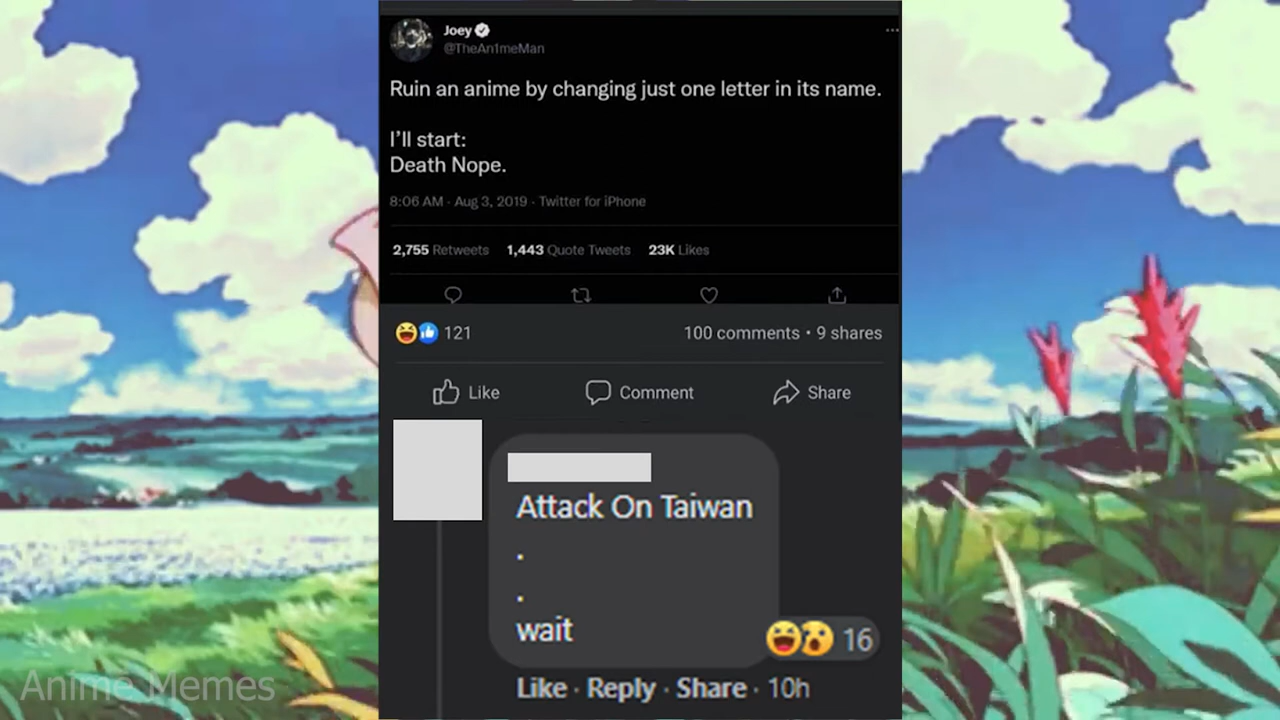 Joey
@TheAn1meMan
Ruin an anime by changing just one letter in its name.
I'll start:
Death Nope.
8:06 AM · Aug 3, 2019 · Twitter for iPhone
2,755 Retweets 1,443 Quote Tweets 23K Likes
121 100 comments • 9 shares
Like Comment Share
Attack On Taiwan
.
.
wait
16
Like · Reply · Share · 10h
Anime Memes